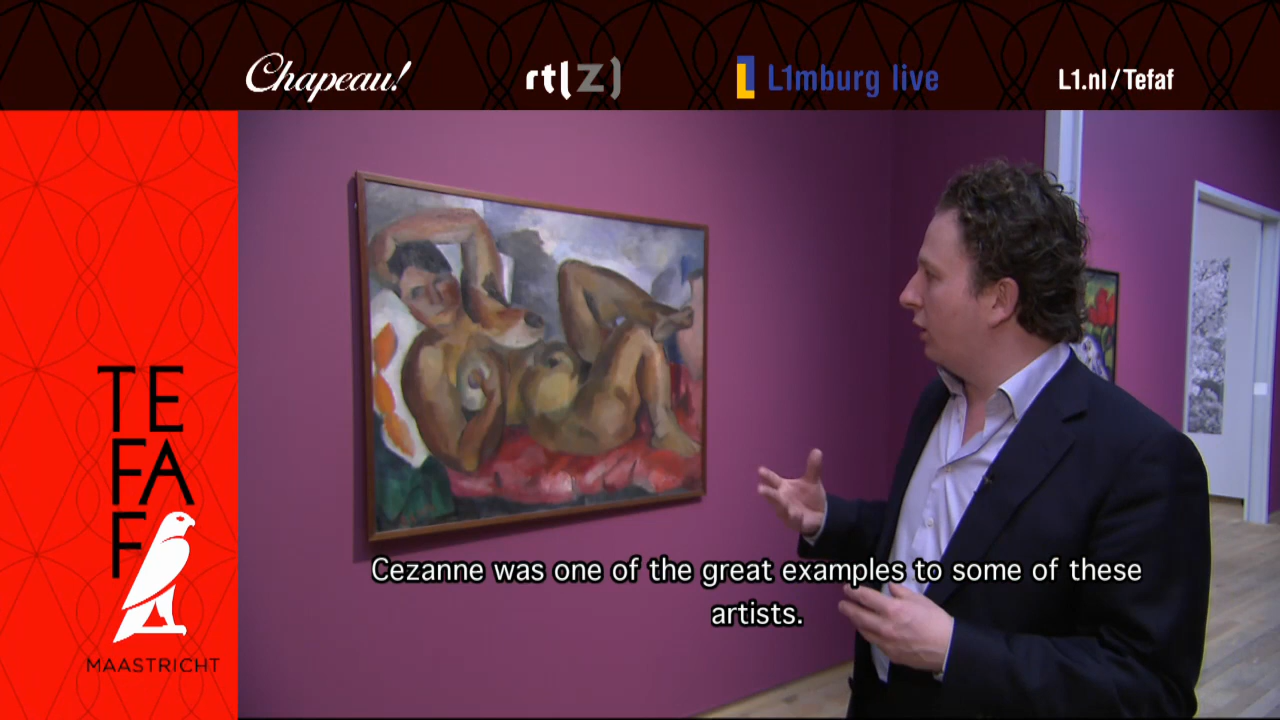 Chapeau!
rtl Z
L1mburg live
L1.nl/Tefaf
TE
FA
F
MAASTRICHT
Cezanne was one of the great examples to some of these
artists.